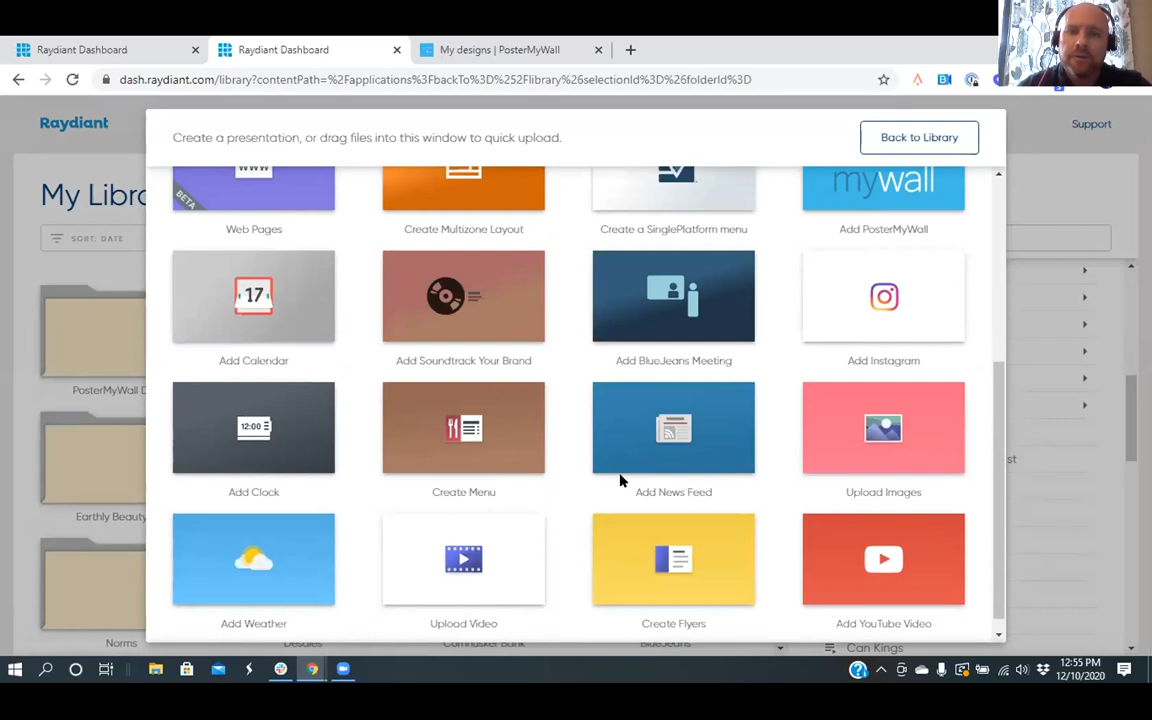 Raydiant Dashboard
Raydiant Dashboard
My designs | PosterMyWall
dash.raydiant.com/library?contentPath=%2Fapplications%3FbackTo%3D%252Flibrary%26selectionId%3D%26folderId%3D
Raydiant
Create a presentation, or drag files into this window to quick upload.
Back to Library
Support
My Libra
SORT: DATE
WWW
BETA
mywall
Web Pages
Create Multizone Layout
Create a SinglePlatform menu
Add PosterMyWall
17
Add Calendar
Add Soundtrack Your Brand
Add BlueJeans Meeting
Add Instagram
PosterMyWall D
12:00
Add Clock
Create Menu
Add News Feed
Upload Images
st
Earthly Beauty
Add Weather
Upload Video
Create Flyers
Add YouTube Video
Norms
BlueJeans
Can Kings
12:55 PM
12/10/2020